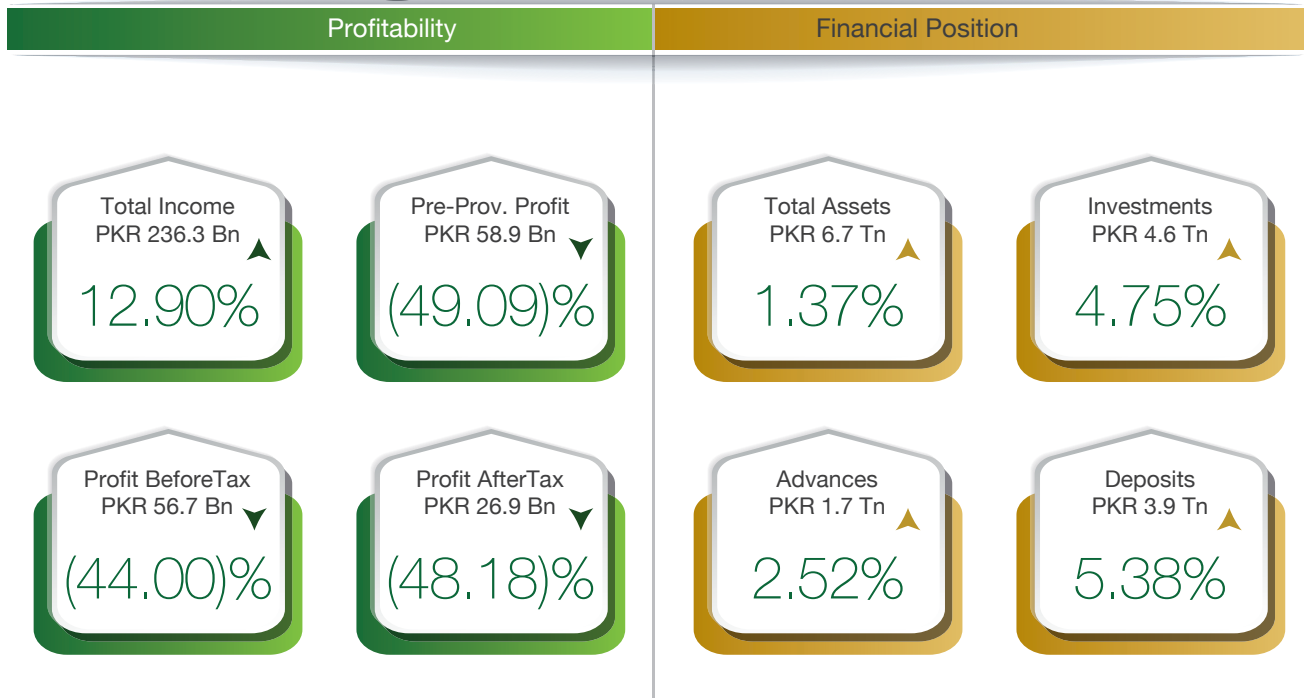 Profitability
Financial Position
Total Income
PKR 236.3 Bn
12.90%
Pre-Prov. Profit
PKR 58.9 Bn
(49.09)%
Total Assets
PKR 6.7 Tn
1.37%
Investments
PKR 4.6 Tn
4.75%
Profit BeforeTax
PKR 56.7 Bn
(44.00)%
Profit AfterTax
PKR 26.9 Bn
(48.18)%
Advances
PKR 1.7 Tn
2.52%
Deposits
PKR 3.9 Tn
5.38%